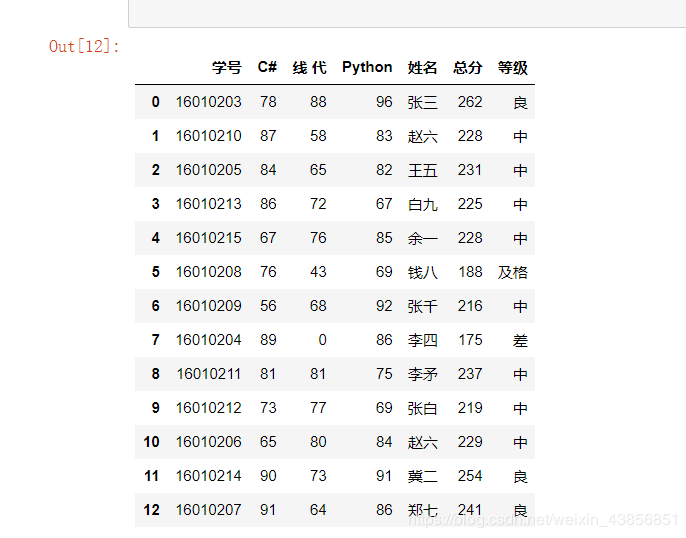 Out[12]:
学号 C# 线 代 Python 姓名 总分 等级
0 16010203 78 88 96 张三 262 良
1 16010210 87 58 83 赵六 228 中
2 16010205 84 65 82 王五 231 中
3 16010213 86 72 67 白九 225 中
4 16010215 67 76 85 余一 228 中
5 16010208 76 43 69 钱八 188 及格
6 16010209 56 68 92 张千 216 中
7 16010204 89 0 86 李四 175 差
8 16010211 81 81 75 李矛 237 中
9 16010212 73 77 69 张白 219 中
10 16010206 65 80 84 赵六 229 中
11 16010214 90 73 91 冀二 254 良
12 16010207 91 64 86 郑七 241 良
https://blog.csdn.net/weixin_43856851